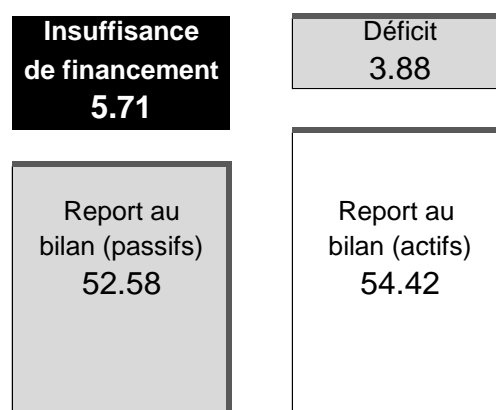 Insuffisance
de financement
5.71
Déficit
3.88
Report au
bilan (passifs)
52.58
Report au
bilan (actifs)
54.42